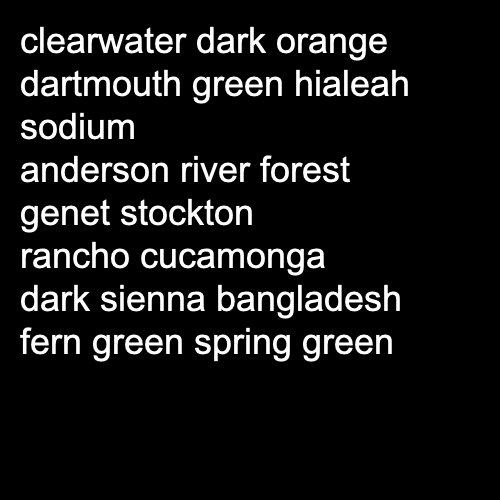 clearwater dark orange
dartmouth green hialeah
sodium
anderson river forest
genet stockton
rancho cucamonga
dark sienna bangladesh
fern green spring green